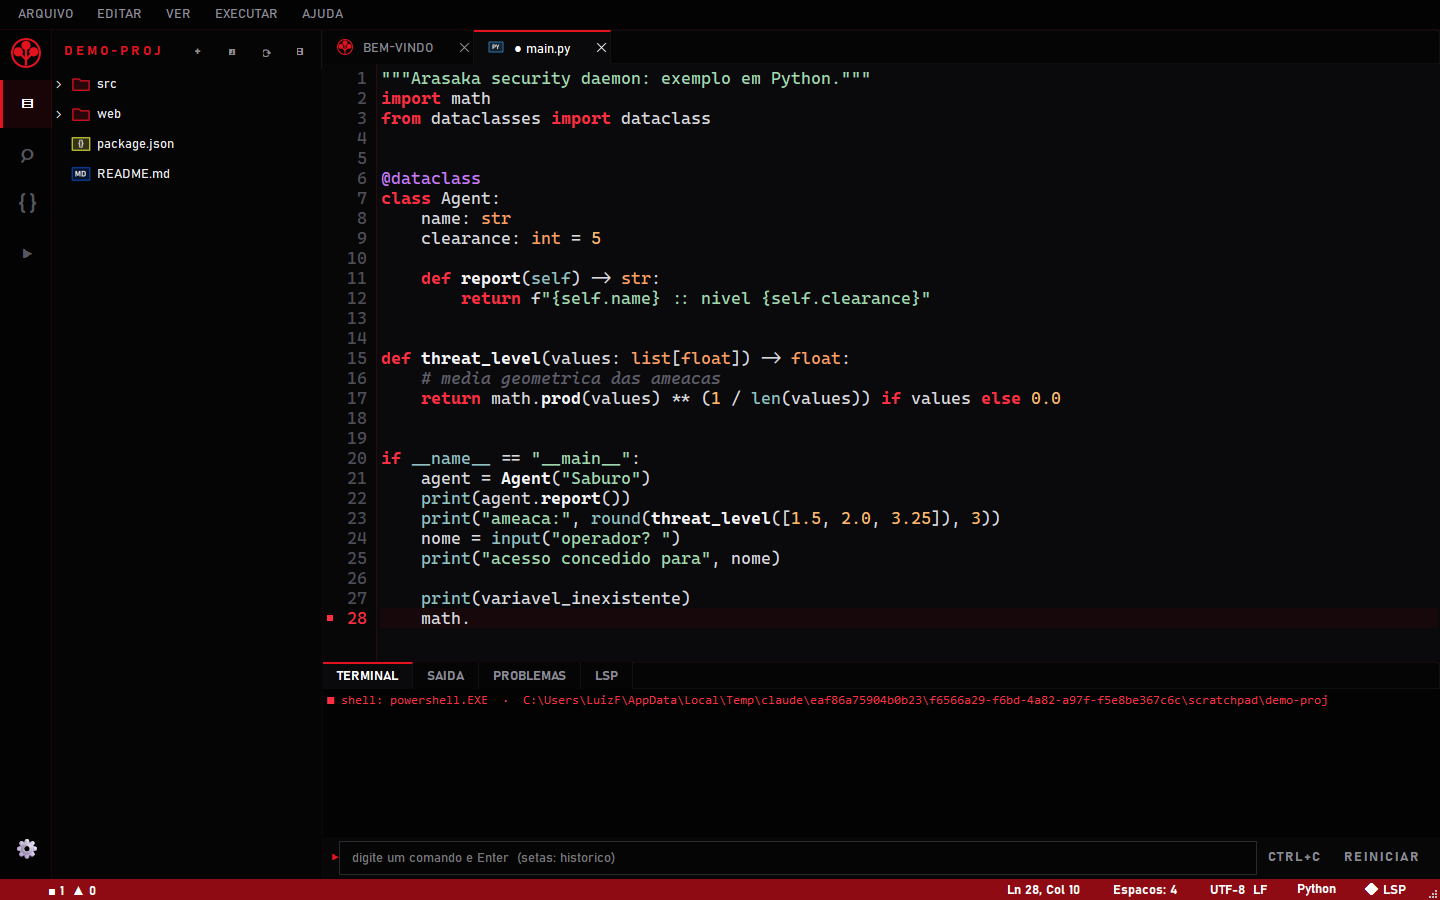 ARQUIVO EDITAR VER EXECUTAR AJUDA
DEMO-PROJ
src
web
{} package.json
MD README.md
BEM-VINDO
PY ● main.py
1 """Arasaka security daemon: exemplo em Python."""
2 import math
3 from dataclasses import dataclass
4
5
6 @dataclass
7 class Agent:
8     name: str
9     clearance: int = 5
10
11     def report(self) -> str:
12         return f"{self.name} :: nivel {self.clearance}"
13
14
15 def threat_level(values: list[float]) -> float:
16     # media geometrica das ameacas
17     return math.prod(values) ** (1 / len(values)) if values else 0.0
18
19
20 if __name__ == "__main__":
21     agent = Agent("Saburo")
22     print(agent.report())
23     print("ameaca:", round(threat_level([1.5, 2.0, 3.25]), 3))
24     nome = input("operador? ")
25     print("acesso concedido para", nome)
26
27     print(variavel_inexistente)
28     math.
TERMINAL SAIDA PROBLEMAS LSP
■ shell: powershell.EXE · C:\Users\LuizF\AppData\Local\Temp\claude\eaf86a75904b0b23\f6566a29-f6bd-4a82-a97f-f5e8be367c6c\scratchpad\demo-proj
digite um comando e Enter (setas: historico)
CTRL+C REINICIAR
■ 1 ▲ 0
Ln 28, Col 10 Espacos: 4 UTF-8 LF Python ◆ LSP